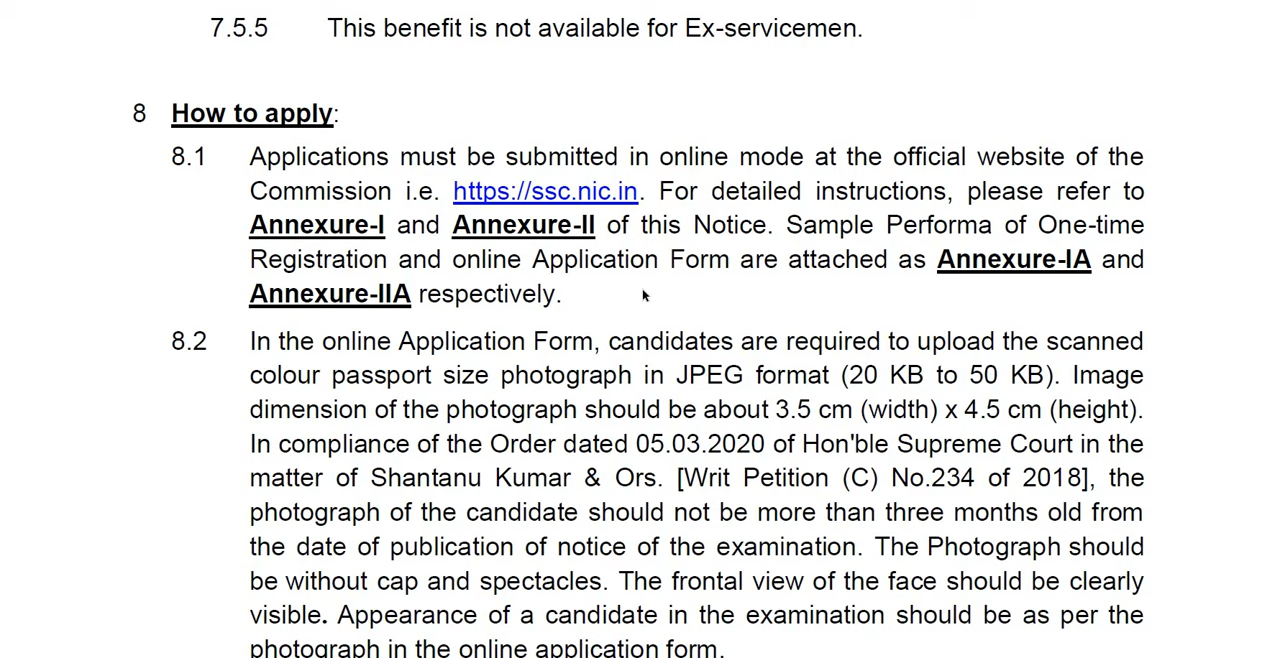 7.5.5 This benefit is not available for Ex-servicemen.
8 How to apply:
8.1 Applications must be submitted in online mode at the official website of the
Commission i.e. https://ssc.nic.in. For detailed instructions, please refer to
Annexure-I and Annexure-II of this Notice. Sample Performa of One-time
Registration and online Application Form are attached as Annexure-IA and
Annexure-IIA respectively.
8.2 In the online Application Form, candidates are required to upload the scanned
colour passport size photograph in JPEG format (20 KB to 50 KB). Image
dimension of the photograph should be about 3.5 cm (width) x 4.5 cm (height).
In compliance of the Order dated 05.03.2020 of Hon'ble Supreme Court in the
matter of Shantanu Kumar & Ors. [Writ Petition (C) No.234 of 2018], the
photograph of the candidate should not be more than three months old from
the date of publication of notice of the examination. The Photograph should
be without cap and spectacles. The frontal view of the face should be clearly
visible. Appearance of a candidate in the examination should be as per the
photograph in the online application form.